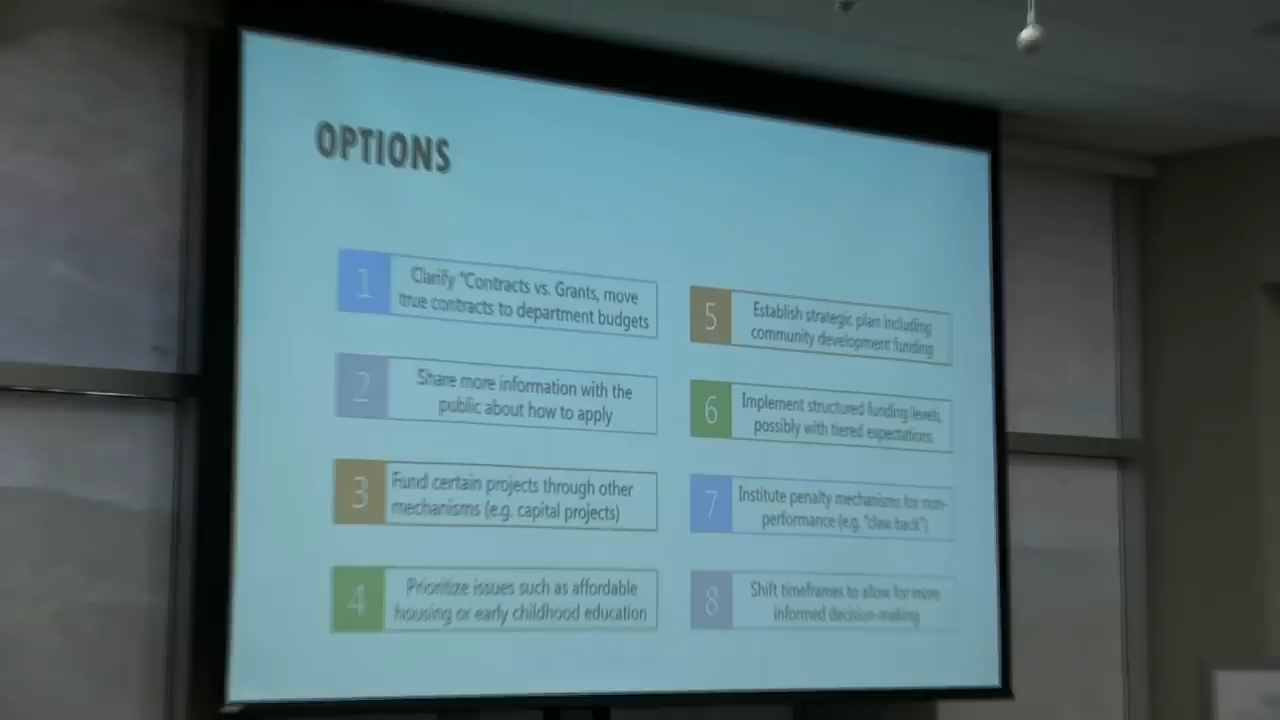 OPTIONS
1
Clarify "Contracts vs. Grants, move
true contracts to department budgets
2
Share more information with the
public about how to apply
3
Fund certain projects through other
mechanisms (e.g. capital projects)
4
Prioritize issues such as affordable
housing or early childhood education
5
Establish strategic plan including
community development funding
6
Implement structured funding levels,
possibly with tiered expectations
7
Institute penalty mechanisms for non-
performance (e.g. "claw back")
8
Shift timeframes to allow for more
informed decision-making